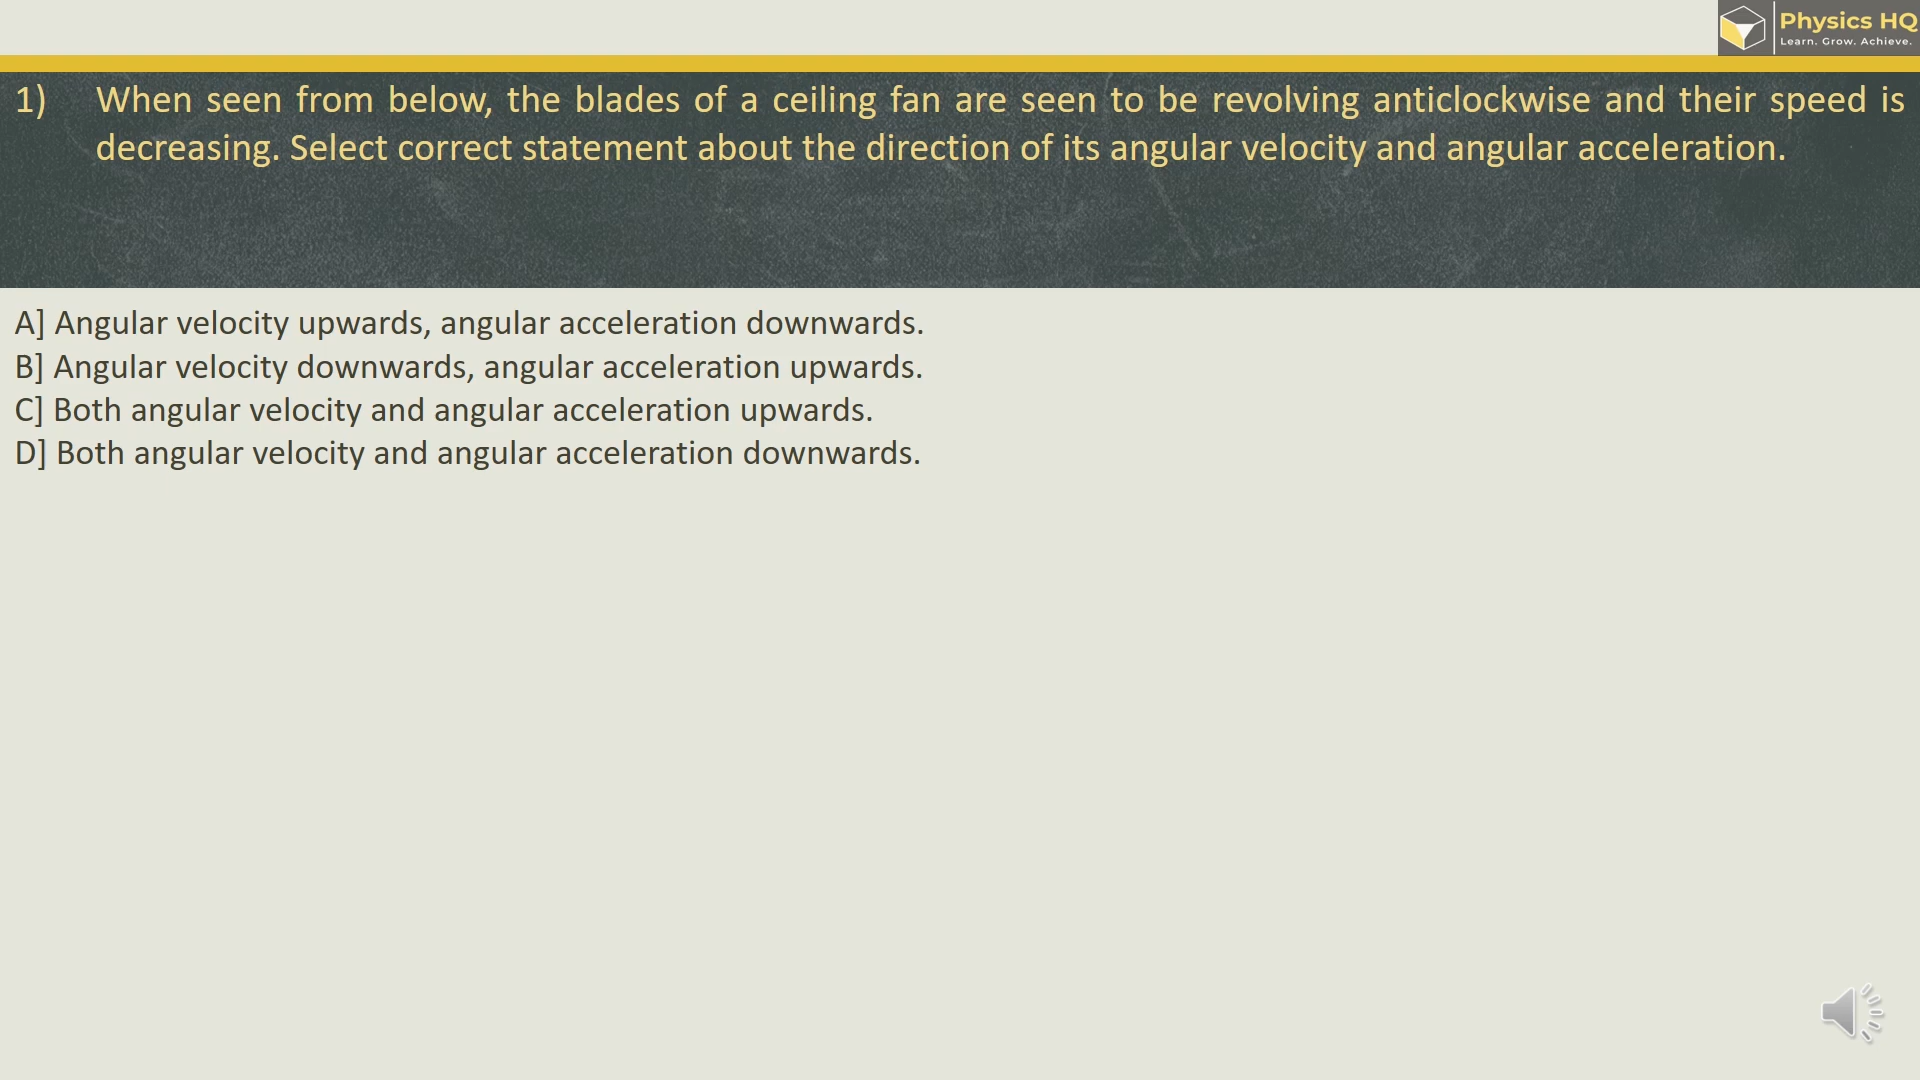 Physics HQ
Learn. Grow. Achieve.
1) When seen from below, the blades of a ceiling fan are seen to be revolving anticlockwise and their speed is
decreasing. Select correct statement about the direction of its angular velocity and angular acceleration.
A] Angular velocity upwards, angular acceleration downwards.
B] Angular velocity downwards, angular acceleration upwards.
C] Both angular velocity and angular acceleration upwards.
D] Both angular velocity and angular acceleration downwards.